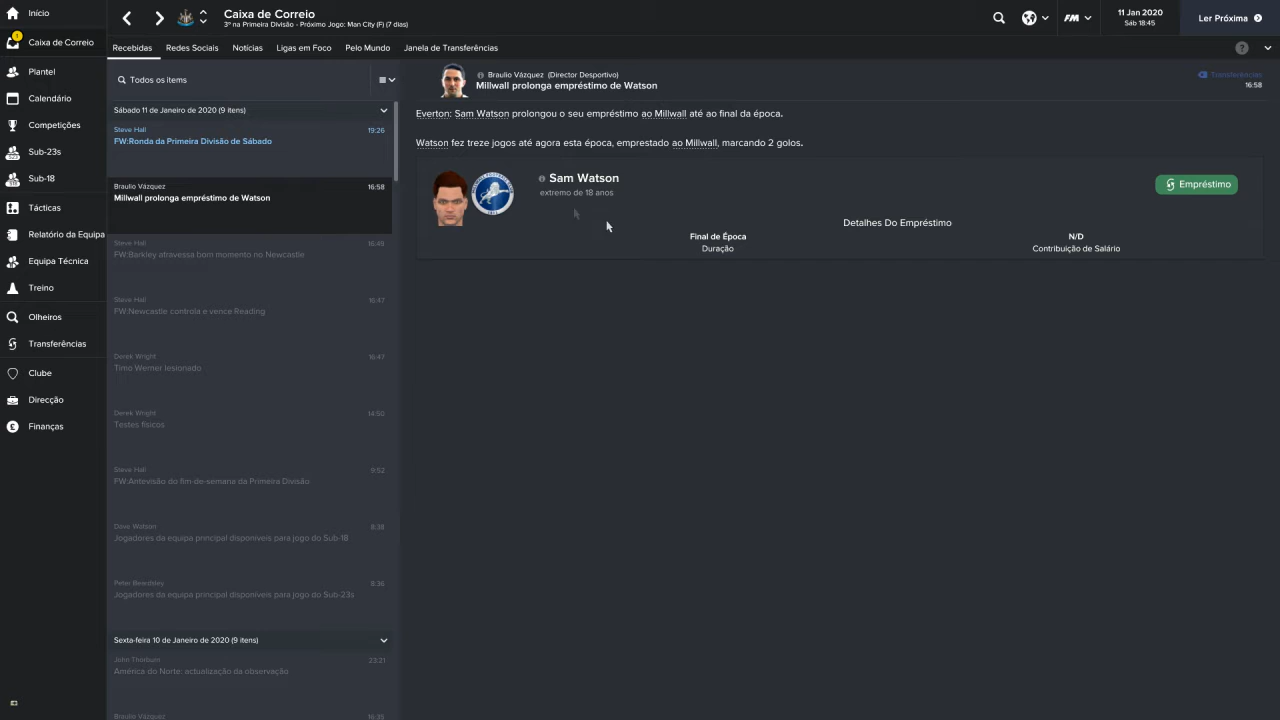 Início
1
Caixa de Correio
Plantel
Calendário
Competições
Sub-23s
Sub-18
Tácticas
Relatório da Equipa
Equipa Técnica
Treino
Olheiros
Transferências
Clube
Direcção
Finanças
Caixa de Correio
3º na Primeira Divisão - Próximo Jogo: Man City (F) (7 dias)
FM
11 Jan 2020
Sáb 18:45
Ler Próxima
Recebidas
Redes Sociais
Notícias
Ligas em Foco
Pelo Mundo
Janela de Transferências
?
Todos os items
Sábado 11 de Janeiro de 2020 (9 itens)
Steve Hall 19:26
FW:Ronda da Primeira Divisão de Sábado
Braulio Vázquez 16:58
Millwall prolonga empréstimo de Watson
Steve Hall 16:48
FW:Barkley atravessa bom momento no Newcastle
Steve Hall 16:47
FW:Newcastle controla e vence Reading
Derek Wright 16:47
Timo Werner lesionado
Derek Wright 14:50
Testes físicos
Steve Hall 9:52
FW:Antevisão do fim-de-semana da Primeira Divisão
Dave Watson 8:38
Jogadores da equipa principal disponíveis para jogo do Sub-18
Peter Beardsley 8:36
Jogadores da equipa principal disponíveis para jogo do Sub-23s
Sexta-feira 10 de Janeiro de 2020 (9 itens)
John Thorburn 23:21
América do Norte: actualização da observação
Braulio Vázquez 16:35
Braulio Vázquez (Director Desportivo)
Millwall prolonga empréstimo de Watson
Transferências
16:58
Everton: Sam Watson prolongou o seu empréstimo ao Millwall até ao final da época.
Watson fez treze jogos até agora esta época, emprestado ao Millwall, marcando 2 golos.
Sam Watson
extremo de 18 anos
Empréstimo
Detalhes Do Empréstimo
Final de Época
Duração
N/D
Contribuição de Salário